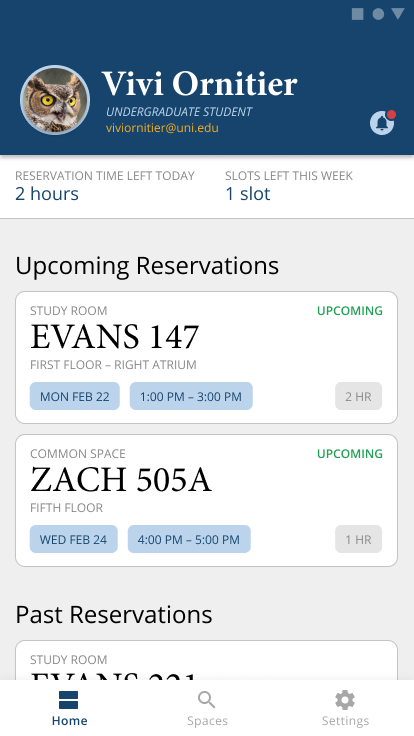 Vivi Ornitier
UNDERGRADUATE STUDENT
viviornitier@uni.edu
RESERVATION TIME LEFT TODAY
2 hours
SLOTS LEFT THIS WEEK
1 slot
Upcoming Reservations
STUDY ROOM
UPCOMING
EVANS 147
FIRST FLOOR – RIGHT ATRIUM
MON FEB 22
1:00 PM – 3:00 PM
2 HR
COMMON SPACE
UPCOMING
ZACH 505A
FIFTH FLOOR
WED FEB 24
4:00 PM – 5:00 PM
1 HR
Past Reservations
STUDY ROOM
EVANS 221
Home
Spaces
Settings